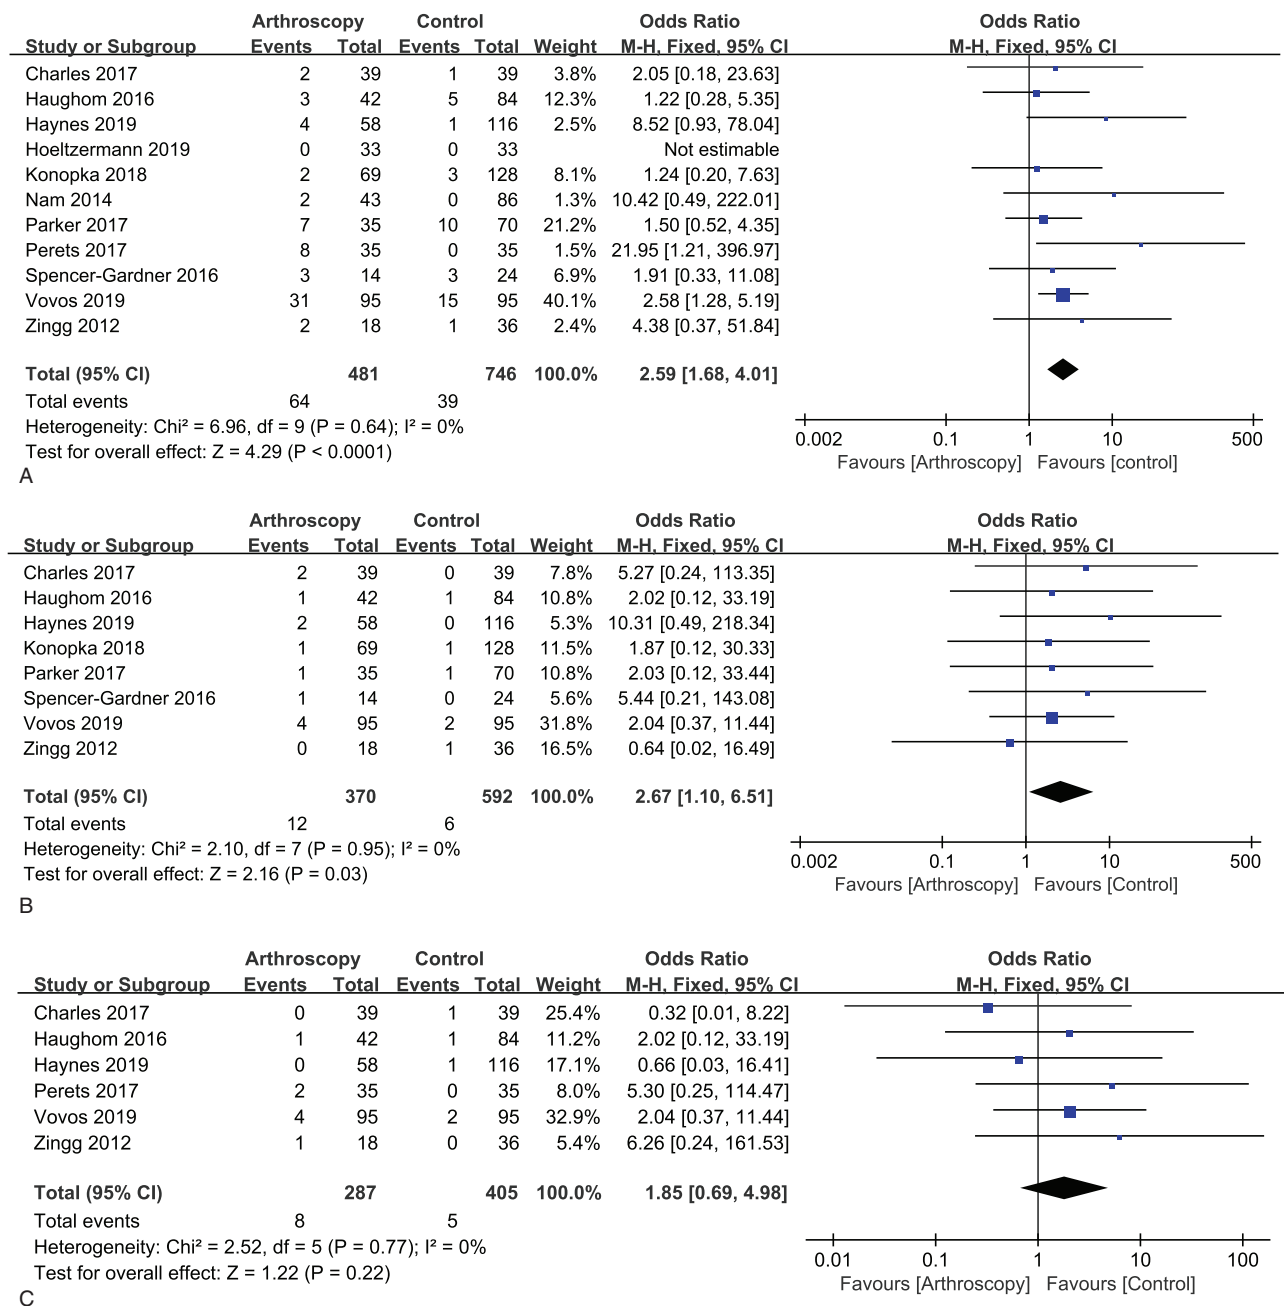 Arthroscopy Control Odds Ratio Odds Ratio
Study or Subgroup Events Total Events Total Weight M-H, Fixed, 95% CI M-H, Fixed, 95% CI
Charles 2017 2 39 1 39 3.8% 2.05 [0.18, 23.63]
Haughom 2016 3 42 5 84 12.3% 1.22 [0.28, 5.35]
Haynes 2019 4 58 1 116 2.5% 8.52 [0.93, 78.04]
Hoeltzermann 2019 0 33 0 33 Not estimable
Konopka 2018 2 69 3 128 8.1% 1.24 [0.20, 7.63]
Nam 2014 2 43 0 86 1.3% 10.42 [0.49, 222.01]
Parker 2017 7 35 10 70 21.2% 1.50 [0.52, 4.35]
Perets 2017 8 35 0 35 1.5% 21.95 [1.21, 396.97]
Spencer-Gardner 2016 3 14 3 24 6.9% 1.91 [0.33, 11.08]
Vovos 2019 31 95 15 95 40.1% 2.58 [1.28, 5.19]
Zingg 2012 2 18 1 36 2.4% 4.38 [0.37, 51.84]
Total (95% CI) 481 746 100.0% 2.59 [1.68, 4.01]
Total events 64 39
Heterogeneity: Chi² = 6.96, df = 9 (P = 0.64); I² = 0%
Test for overall effect: Z = 4.29 (P < 0.0001)
0.002 0.1 1 10 500
Favours [Arthroscopy] Favours [control]
A
Arthroscopy Control Odds Ratio Odds Ratio
Study or Subgroup Events Total Events Total Weight M-H, Fixed, 95% CI M-H, Fixed, 95% CI
Charles 2017 2 39 0 39 7.8% 5.27 [0.24, 113.35]
Haughom 2016 1 42 1 84 10.8% 2.02 [0.12, 33.19]
Haynes 2019 2 58 0 116 5.3% 10.31 [0.49, 218.34]
Konopka 2018 1 69 1 128 11.5% 1.87 [0.12, 30.33]
Parker 2017 1 35 1 70 10.8% 2.03 [0.12, 33.44]
Spencer-Gardner 2016 1 14 0 24 5.6% 5.44 [0.21, 143.08]
Vovos 2019 4 95 2 95 31.8% 2.04 [0.37, 11.44]
Zingg 2012 0 18 1 36 16.5% 0.64 [0.02, 16.49]
Total (95% CI) 370 592 100.0% 2.67 [1.10, 6.51]
Total events 12 6
Heterogeneity: Chi² = 2.10, df = 7 (P = 0.95); I² = 0%
Test for overall effect: Z = 2.16 (P = 0.03)
0.002 0.1 1 10 500
Favours [Arthroscopy] Favours [Control]
B
Arthroscopy Control Odds Ratio Odds Ratio
Study or Subgroup Events Total Events Total Weight M-H, Fixed, 95% CI M-H, Fixed, 95% CI
Charles 2017 0 39 1 39 25.4% 0.32 [0.01, 8.22]
Haughom 2016 1 42 1 84 11.2% 2.02 [0.12, 33.19]
Haynes 2019 0 58 1 116 17.1% 0.66 [0.03, 16.41]
Perets 2017 2 35 0 35 8.0% 5.30 [0.25, 114.47]
Vovos 2019 4 95 2 95 32.9% 2.04 [0.37, 11.44]
Zingg 2012 1 18 0 36 5.4% 6.26 [0.24, 161.53]
Total (95% CI) 287 405 100.0% 1.85 [0.69, 4.98]
Total events 8 5
Heterogeneity: Chi² = 2.52, df = 5 (P = 0.77); I² = 0%
Test for overall effect: Z = 1.22 (P = 0.22)
0.01 0.1 1 10 100
Favours [Arthroscopy] Favours [Control]
C